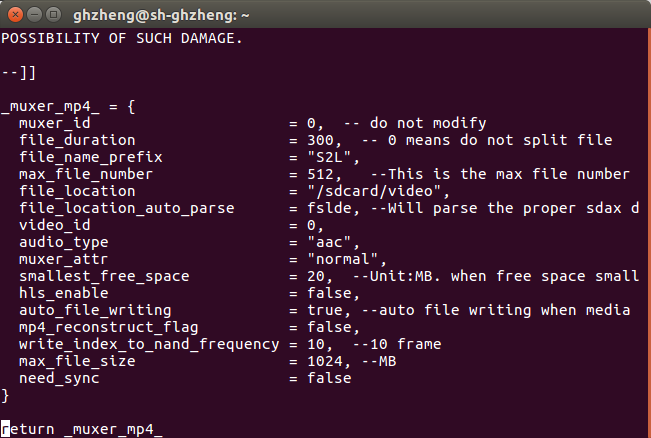 ghzheng@sh-ghzheng: ~
POSSIBILITY OF SUCH DAMAGE.
--]]
_muxer_mp4_ = {
  muxer_id                      = 0,  -- do not modify
  file_duration                 = 300,  -- 0 means do not split file
  file_name_prefix              = "S2L",
  max_file_number               = 512,   --This is the max file number
  file_location                 = "/sdcard/video",
  file_location_auto_parse      = fslde, --Will parse the proper sdax d
  video_id                      = 0,
  audio_type                    = "aac",
  muxer_attr                    = "normal",
  smallest_free_space           = 20,  --Unit:MB. when free space small
  hls_enable                    = false,
  auto_file_writing             = true, --auto file writing when media
  mp4_reconstruct_flag          = false,
  write_index_to_nand_frequency = 10,  --10 frame
  max_file_size                 = 1024, --MB
  need_sync                     = false
}
return _muxer_mp4_